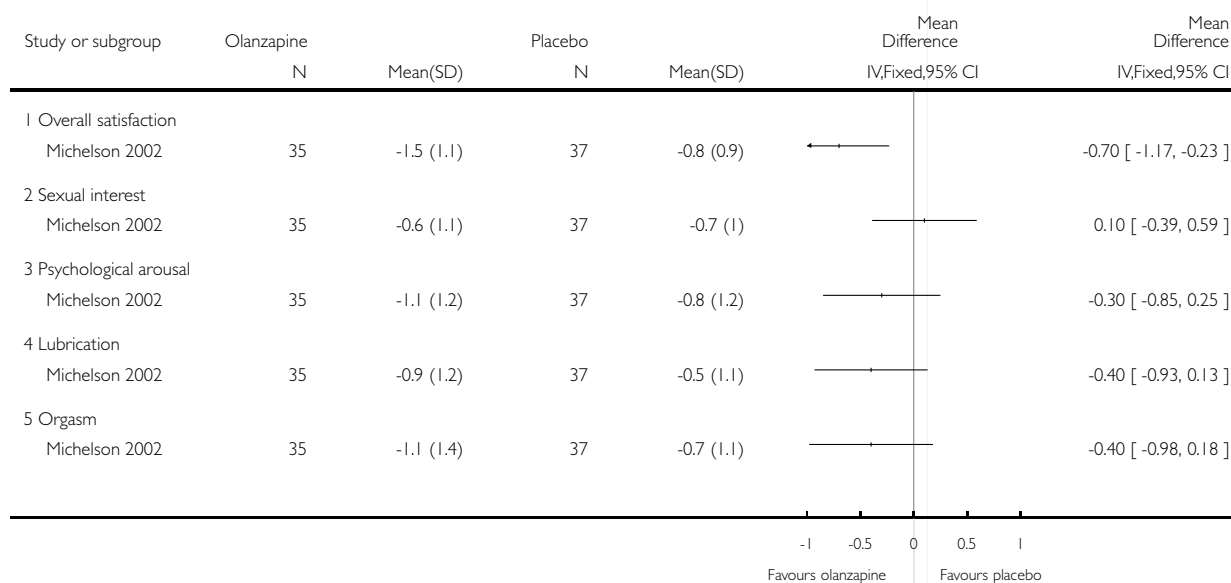 Study or subgroup Olanzapine Placebo Mean Difference Mean Difference
N Mean(SD) N Mean(SD) IV,Fixed,95% CI IV,Fixed,95% CI
1 Overall satisfaction
Michelson 2002 35 -1.5 (1.1) 37 -0.8 (0.9) -0.70 [ -1.17, -0.23 ]
2 Sexual interest
Michelson 2002 35 -0.6 (1.1) 37 -0.7 (1) 0.10 [ -0.39, 0.59 ]
3 Psychological arousal
Michelson 2002 35 -1.1 (1.2) 37 -0.8 (1.2) -0.30 [ -0.85, 0.25 ]
4 Lubrication
Michelson 2002 35 -0.9 (1.2) 37 -0.5 (1.1) -0.40 [ -0.93, 0.13 ]
5 Orgasm
Michelson 2002 35 -1.1 (1.4) 37 -0.7 (1.1) -0.40 [ -0.98, 0.18 ]
-1 -0.5 0 0.5 1
Favours olanzapine Favours placebo